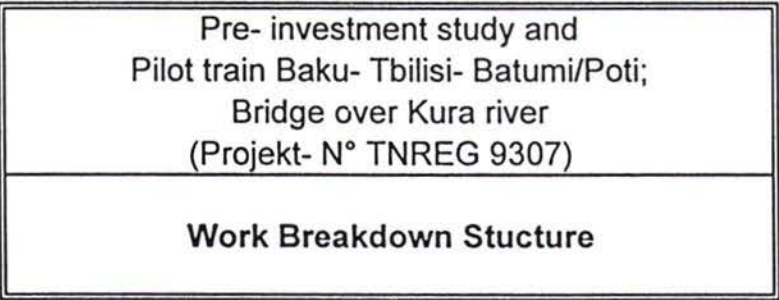 Pre- investment study and
Pilot train Baku- Tbilisi- Batumi/Poti;
Bridge over Kura river
(Projekt- N° TNREG 9307)
Work Breakdown Stucture